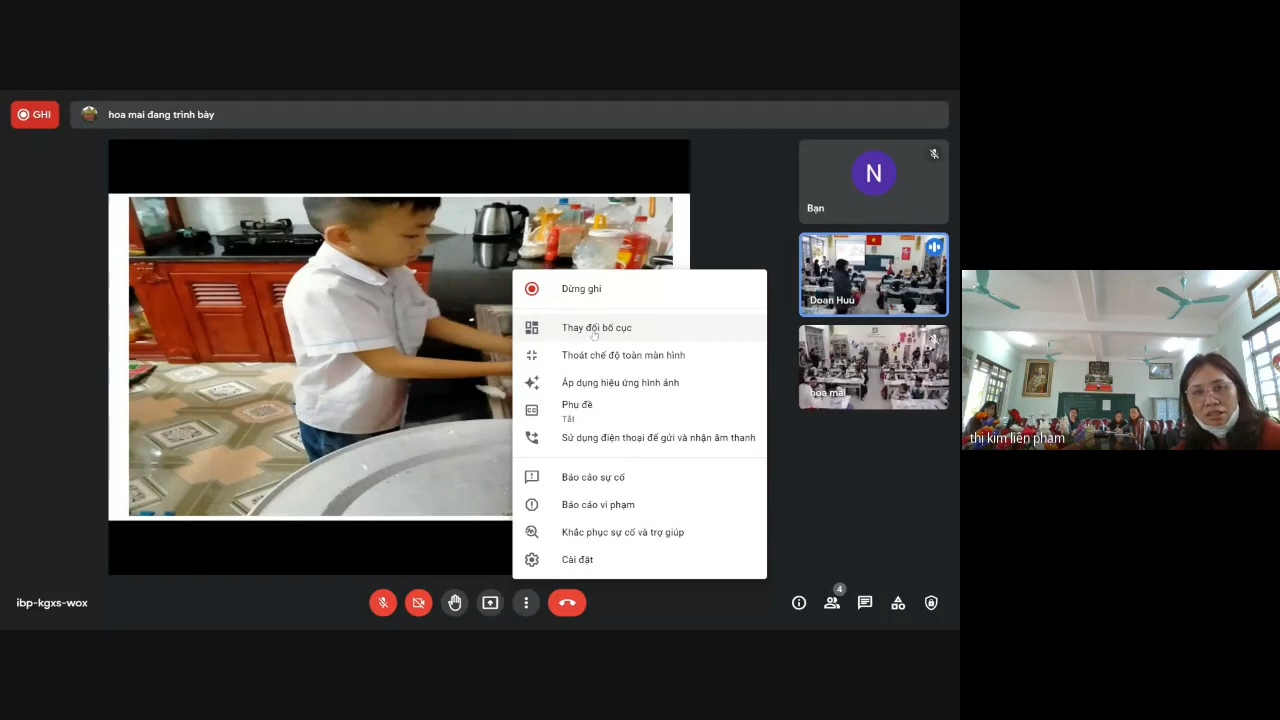 GHI
hoa mai đang trình bày
N
Bạn
Doan Huu
hoa mai
thị kim liên phạm
Dừng ghi
Thay đổi bố cục
Thoát chế độ toàn màn hình
Áp dụng hiệu ứng hình ảnh
Phụ đề
Tắt
Sử dụng điện thoại để gửi và nhận âm thanh
Báo cáo sự cố
Báo cáo vi phạm
Khắc phục sự cố và trợ giúp
Cài đặt
ibp-kgxs-wox
4